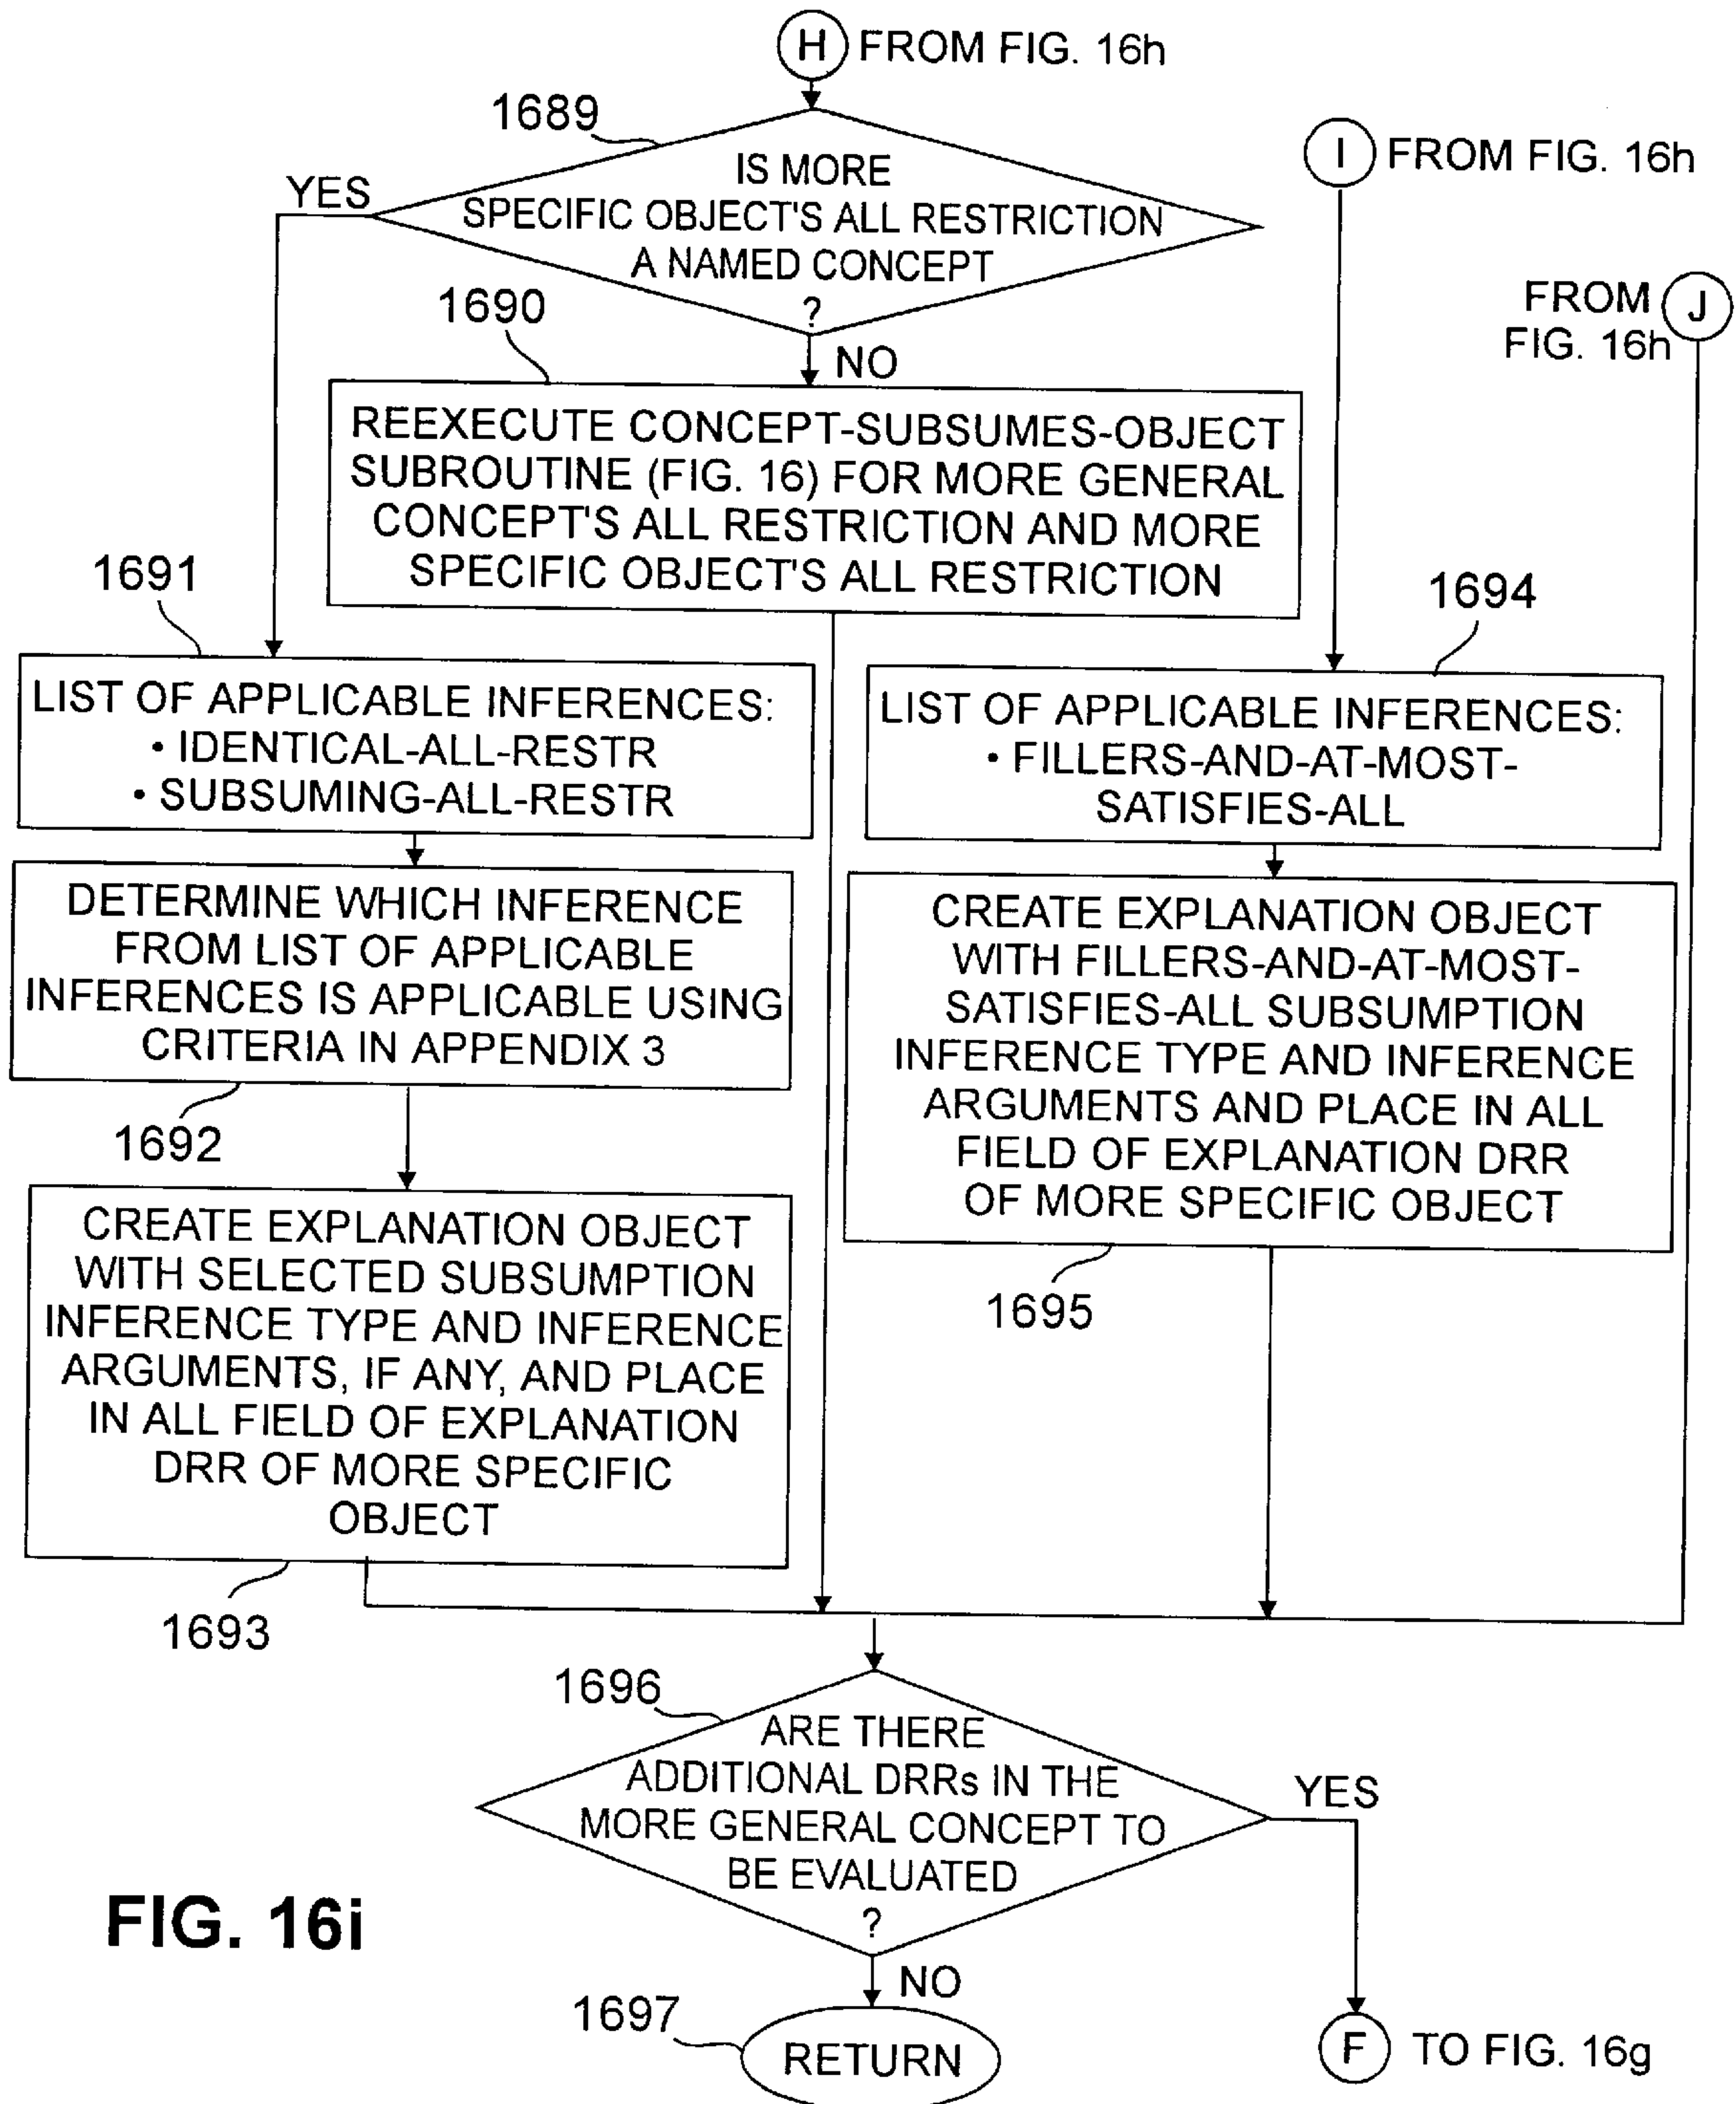 H FROM FIG. 16h
1689
IS MORE
SPECIFIC OBJECT'S ALL RESTRICTION
A NAMED CONCEPT
?
YES
NO
I FROM FIG. 16h
FROM J
FIG. 16h
1690
REEXECUTE CONCEPT-SUBSUMES-OBJECT
SUBROUTINE (FIG. 16) FOR MORE GENERAL
CONCEPT'S ALL RESTRICTION AND MORE
SPECIFIC OBJECT'S ALL RESTRICTION
1691
LIST OF APPLICABLE INFERENCES:
• IDENTICAL-ALL-RESTR
• SUBSUMING-ALL-RESTR
1694
LIST OF APPLICABLE INFERENCES:
• FILLERS-AND-AT-MOST-
SATISFIES-ALL
DETERMINE WHICH INFERENCE
FROM LIST OF APPLICABLE
INFERENCES IS APPLICABLE USING
CRITERIA IN APPENDIX 3
1692
CREATE EXPLANATION OBJECT
WITH FILLERS-AND-AT-MOST-
SATISFIES-ALL SUBSUMPTION
INFERENCE TYPE AND INFERENCE
ARGUMENTS AND PLACE IN ALL
FIELD OF EXPLANATION DRR
OF MORE SPECIFIC OBJECT
1695
CREATE EXPLANATION OBJECT
WITH SELECTED SUBSUMPTION
INFERENCE TYPE AND INFERENCE
ARGUMENTS, IF ANY, AND PLACE
IN ALL FIELD OF EXPLANATION
DRR OF MORE SPECIFIC
OBJECT
1693
1696
ARE THERE
ADDITIONAL DRRs IN THE
MORE GENERAL CONCEPT TO
BE EVALUATED
?
YES
NO
1697
RETURN
F TO FIG. 16g
FIG. 16i